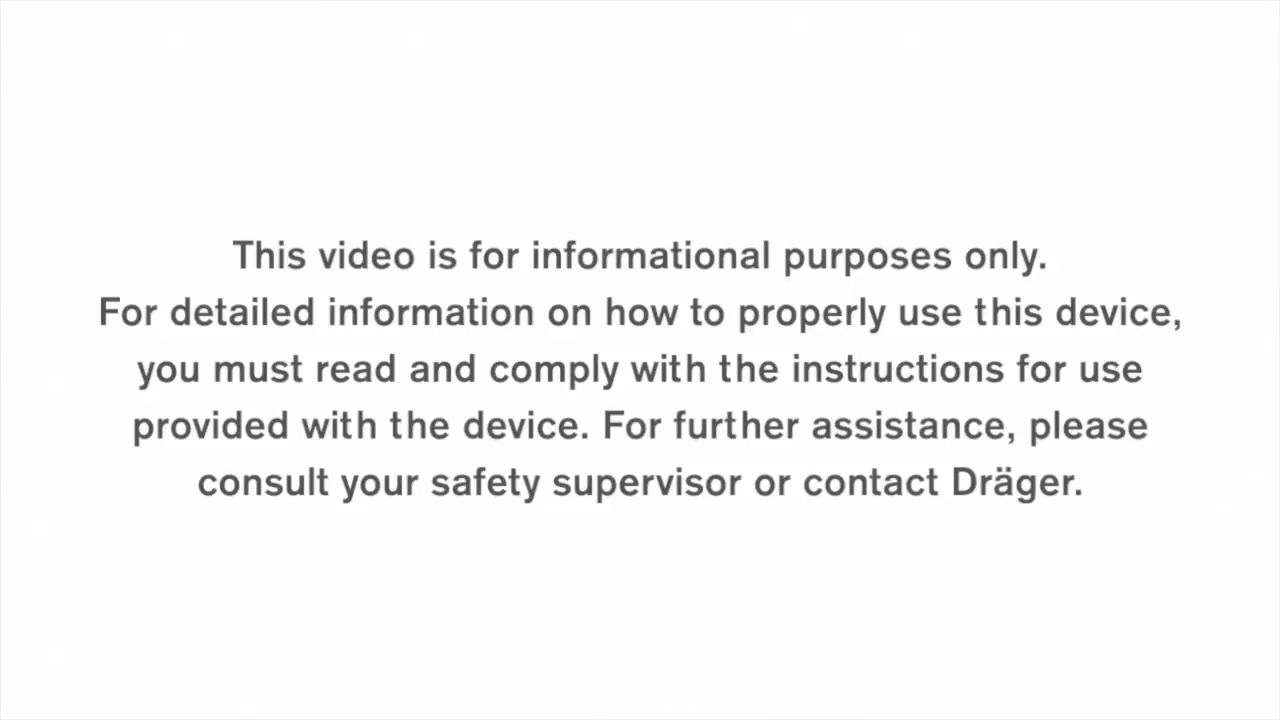 This video is for informational purposes only.
For detailed information on how to properly use this device,
you must read and comply with the instructions for use
provided with the device. For further assistance, please
consult your safety supervisor or contact Dräger.